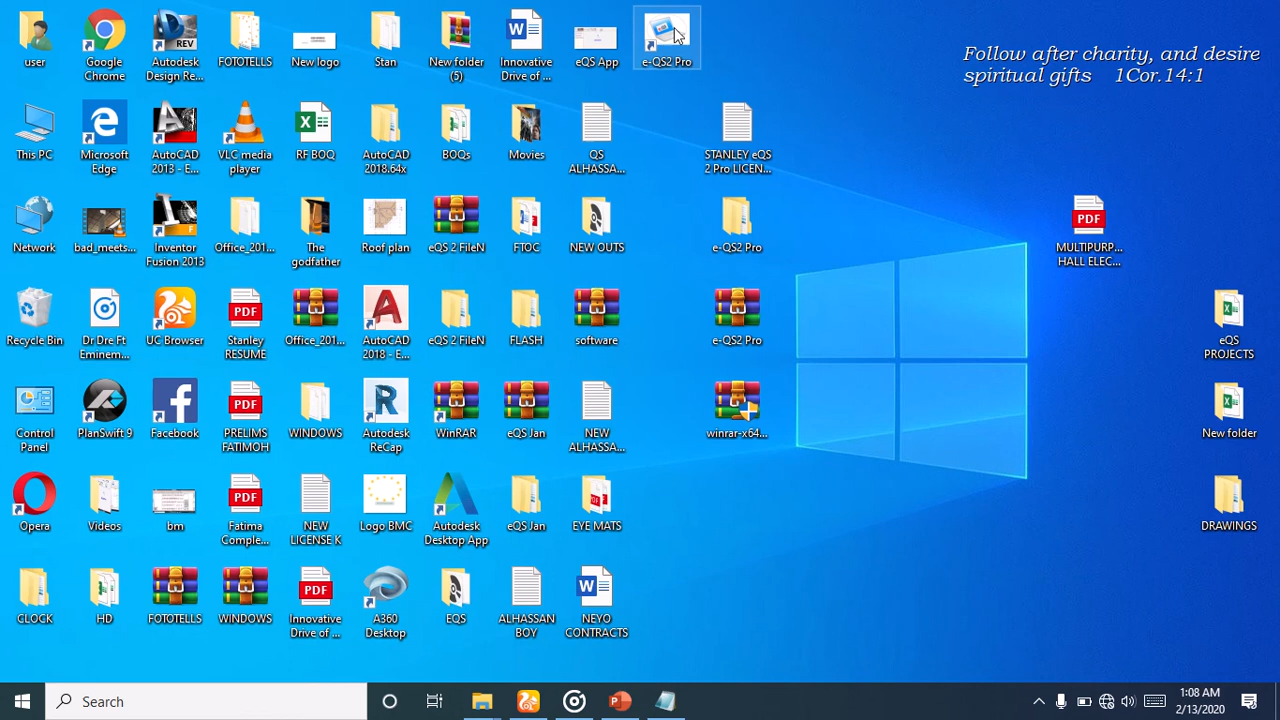 user
Google
Chrome
Autodesk
Design Re...
REV
FOTOTELLS
New logo
Stan
New folder
(5)
Innovative
Drive of ...
eQS App
e-QS2 Pro
Follow after charity, and desire
spiritual gifts 1Cor.14:1
This PC
Microsoft
Edge
AutoCAD
2013 - E...
VLC media
player
RF BOQ
AutoCAD
2018.64x
BOQs
Movies
QS
ALHASSA...
STANLEY eQS
2 Pro LICEN...
Network
bad_meets...
Inventor
Fusion 2013
Office_201...
The
godfather
Roof plan
eQS 2 FileN
FTOC
NEW OUTS
e-QS2 Pro
PDF
MULTIPURP...
HALL ELEC...
Recycle Bin
Dr Dre Ft
Eminem...
UC Browser
PDF
Stanley
RESUME
Office_201...
AutoCAD
2018 - E...
eQS 2 FileN
FLASH
software
e-QS2 Pro
eQS
PROJECTS
Control
Panel
PlanSwift 9
Facebook
PDF
PRELIMS
FATIMOH
WINDOWS
Autodesk
ReCap
WinRAR
eQS Jan
NEW
ALHASSA...
winrar-x64...
New folder
Opera
Videos
bm
PDF
Fatima
Comple...
NEW
LICENSE K
Logo BMC
Autodesk
Desktop App
eQS Jan
EYE MATS
DRAWINGS
CLOCK
HD
FOTOTELLS
WINDOWS
PDF
Innovative
Drive of ...
A360
Desktop
EQS
ALHASSAN
BOY
NEYO
CONTRACTS
Search
1:08 AM
2/13/2020